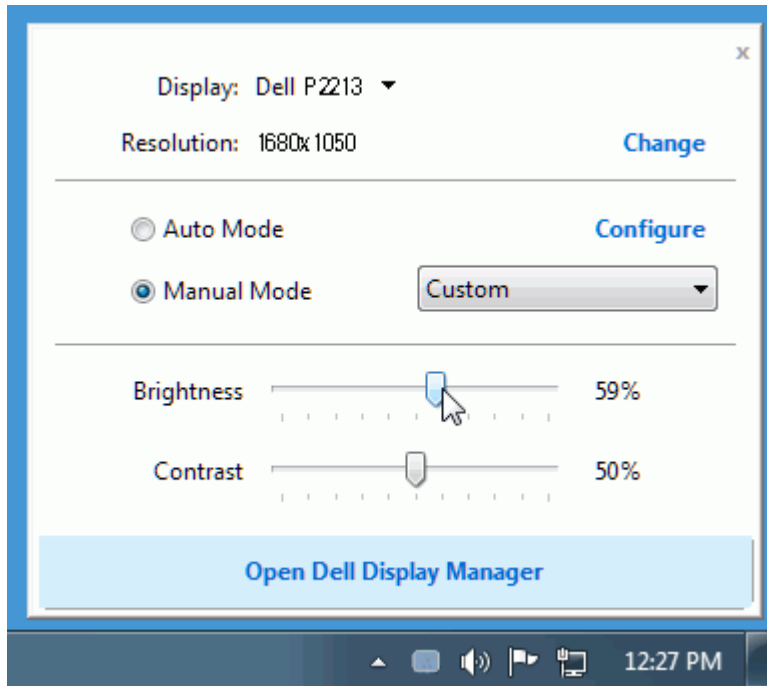 x
Display: Dell P2213
Resolution: 1680x1050 Change
Auto Mode Configure
Manual Mode Custom
Brightness 59%
Contrast 50%
Open Dell Display Manager
12:27 PM